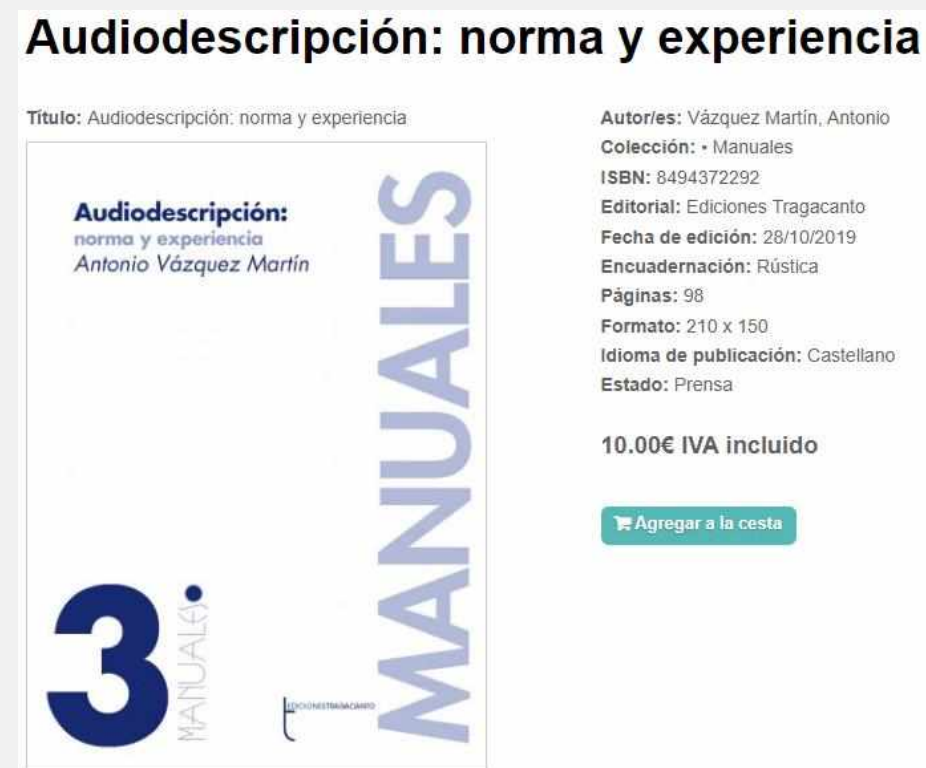 Audiodescripción: norma y experiencia
Título: Audiodescripción: norma y experiencia
Audiodescripción:
norma y experiencia
Antonio Vázquez Martín
MANUALES
3
MANUALES
EDICIONESTRAGACANTO
Autor/es: Vázquez Martín, Antonio
Colección: • Manuales
ISBN: 8494372292
Editorial: Ediciones Tragacanto
Fecha de edición: 28/10/2019
Encuadernación: Rústica
Páginas: 98
Formato: 210 x 150
Idioma de publicación: Castellano
Estado: Prensa
10.00€ IVA incluido
Agregar a la cesta